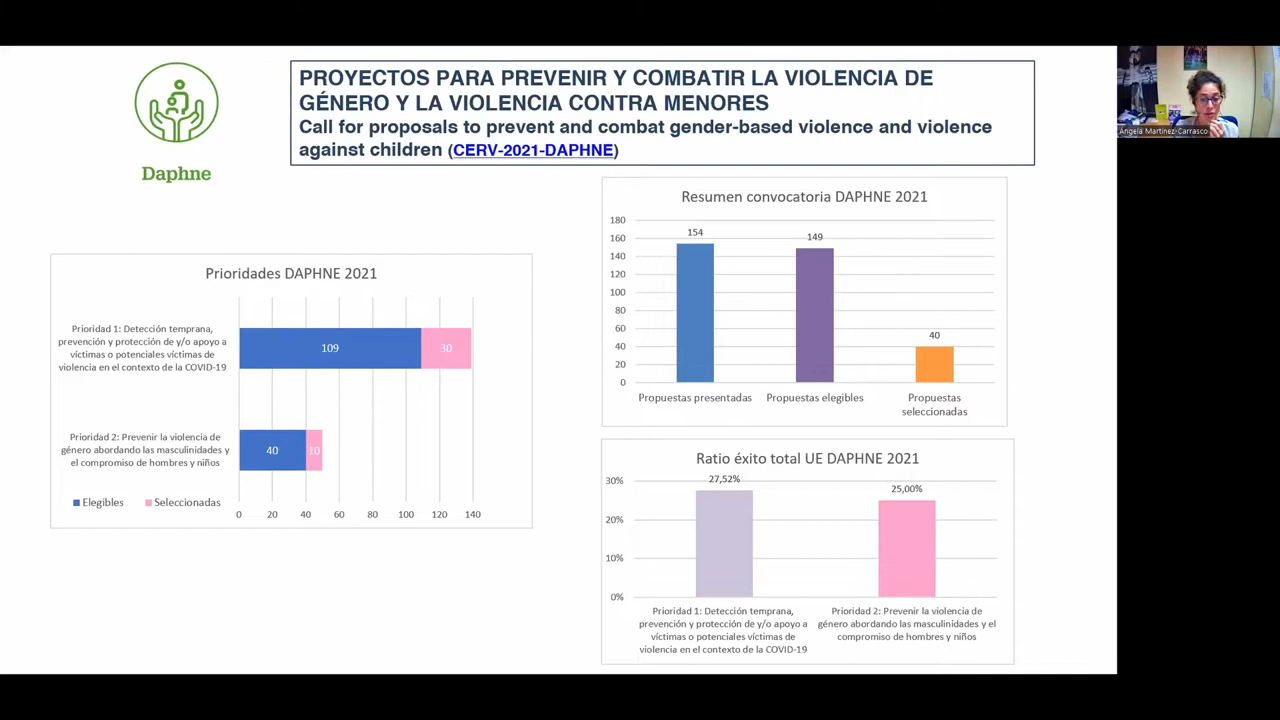 PROYECTOS PARA PREVENIR Y COMBATIR LA VIOLENCIA DE
GÉNERO Y LA VIOLENCIA CONTRA MENORES
Call for proposals to prevent and combat gender-based violence and violence
against children (CERV-2021-DAPHNE)
Daphne
Angela Martínez-Carrasco
Prioridades DAPHNE 2021
Prioridad 1: Detección temprana,
prevención y protección de y/o apoyo a
víctimas o potenciales víctimas de
violencia en el contexto de la COVID-19
109
30
Prioridad 2: Prevenir la violencia de
género abordando las masculinidades y
el compromiso de hombres y niños
40
10
Elegibles
Seleccionadas
0 20 40 60 80 100 120 140
Resumen convocatoria DAPHNE 2021
180
160
140
120
100
80
60
40
20
0
154
149
40
Propuestas presentadas
Propuestas elegibles
Propuestas
seleccionadas
Ratio éxito total UE DAPHNE 2021
30%
20%
10%
0%
27,52%
25,00%
Prioridad 1: Detección temprana,
prevención y protección de y/o apoyo a
víctimas o potenciales víctimas de
violencia en el contexto de la COVID-19
Prioridad 2: Prevenir la violencia de
género abordando las masculinidades y el
compromiso de hombres y niños